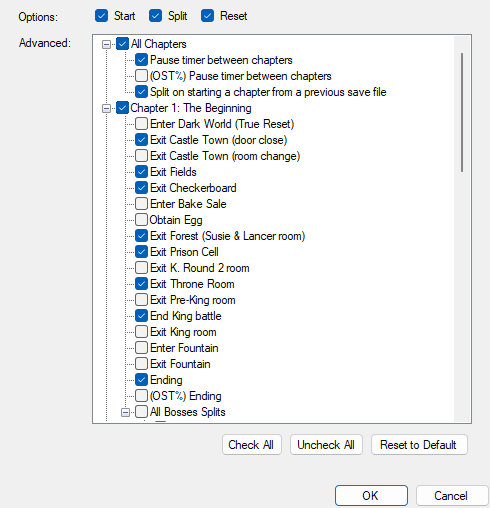 Options: Start Split Reset
Advanced: All Chapters
Pause timer between chapters
(OST%) Pause timer between chapters
Split on starting a chapter from a previous save file
Chapter 1: The Beginning
Enter Dark World (True Reset)
Exit Castle Town (door close)
Exit Castle Town (room change)
Exit Fields
Exit Checkerboard
Enter Bake Sale
Obtain Egg
Exit Forest (Susie & Lancer room)
Exit Prison Cell
Exit K. Round 2 room
Exit Throne Room
Exit Pre-King room
End King battle
Exit King room
Enter Fountain
Exit Fountain
Ending
(OST%) Ending
All Bosses Splits
Check All Uncheck All Reset to Default
OK Cancel